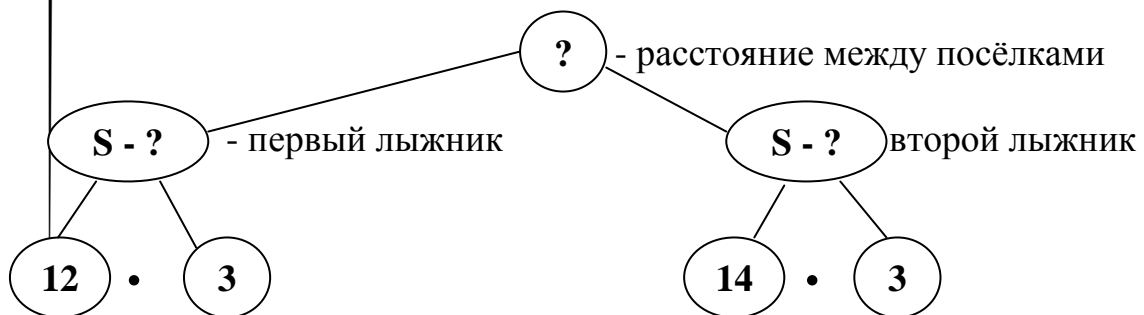 ? - расстояние между посёлками
S - ? - первый лыжник S - ? второй лыжник
12 • 3 14 • 3